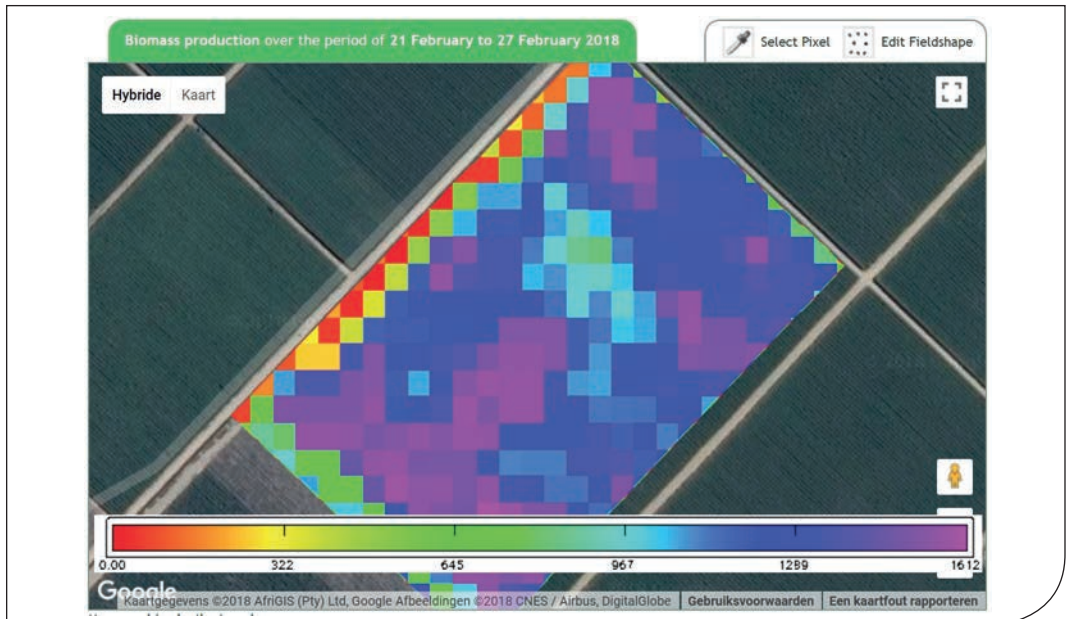 Biomass production over the period of 21 February to 27 February 2018
Select Pixel
Edit Fieldshape
Hybride
Kaart
0.00 322 645 967 1289 1612
Google
Kaartgegevens ©2018 AfriGIS (Pty) Ltd, Google Afbeeldingen ©2018 CNES / Airbus, DigitalGlobe
Gebruiksvoorwaarden
Een kaartfout rapporteren